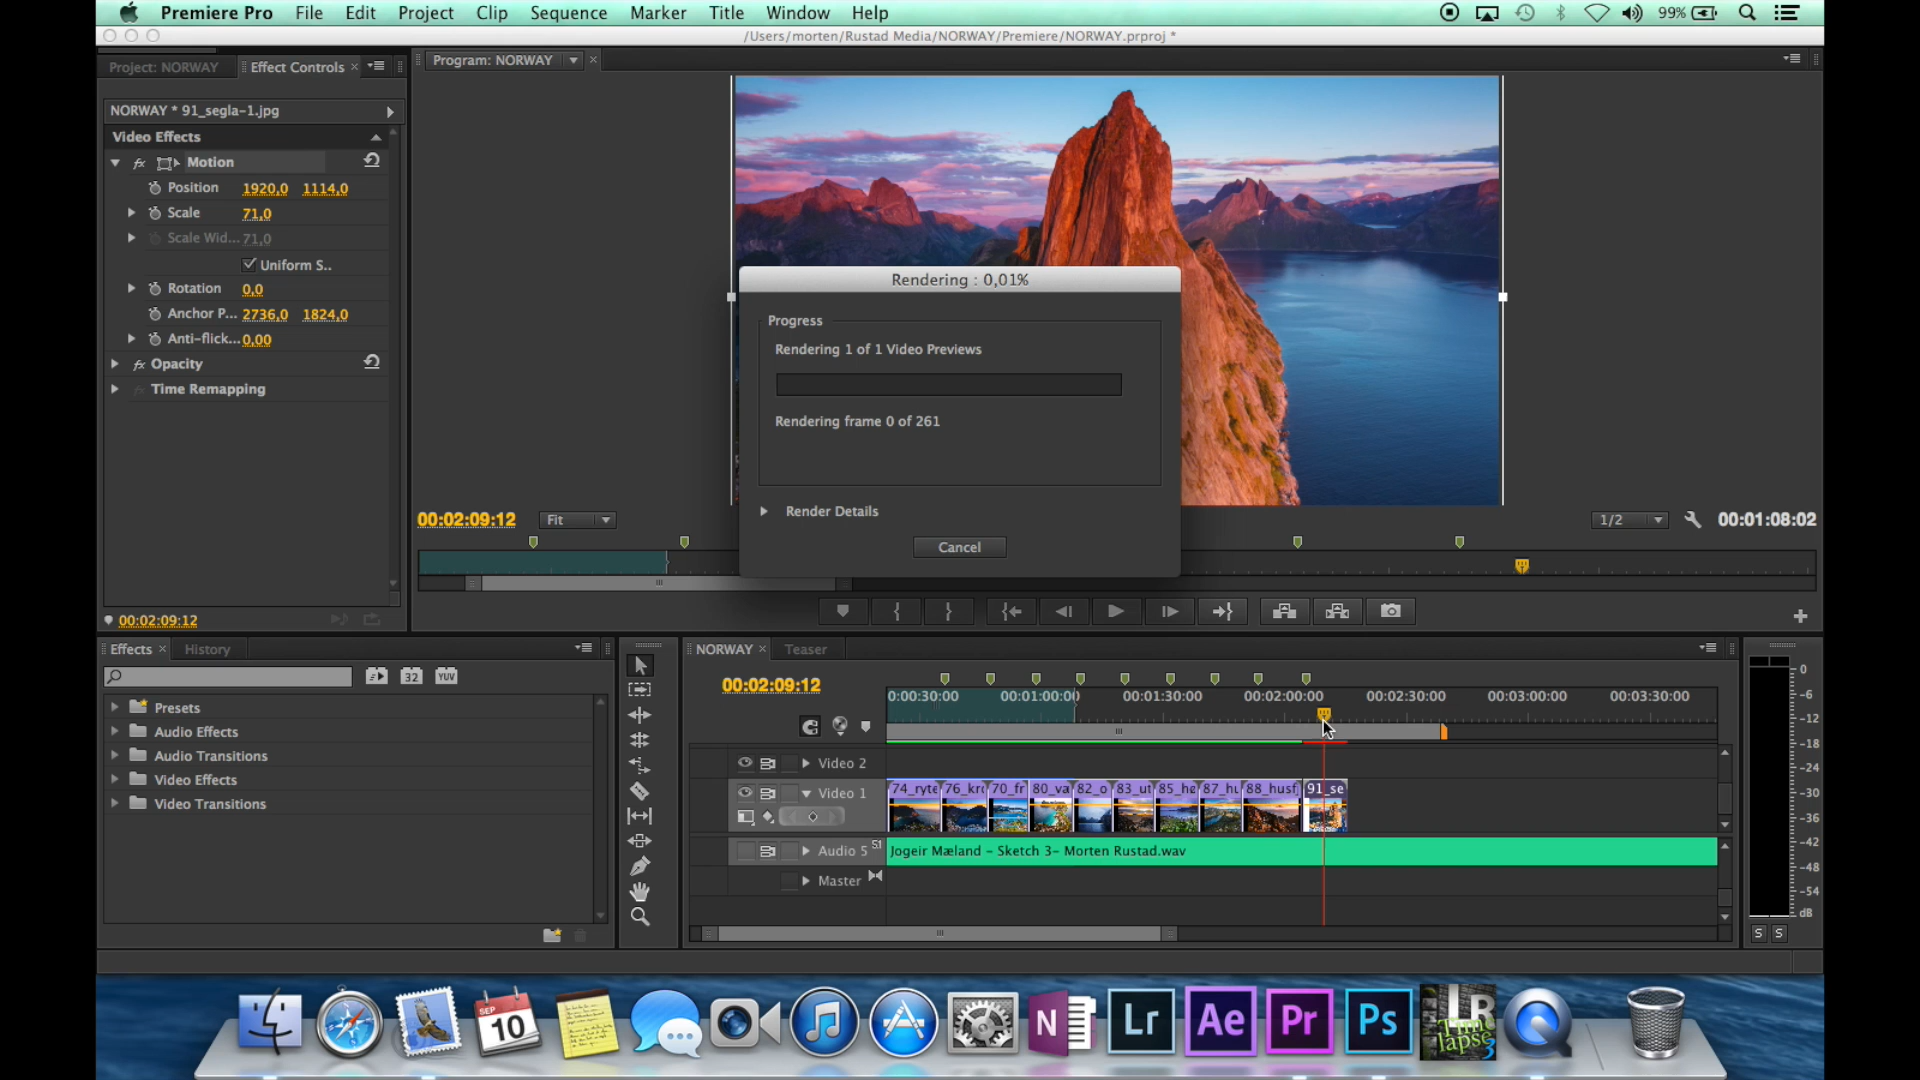 Premiere Pro File Edit Project Clip Sequence Marker Title Window Help 99%
/Users/morten/Rustad Media/NORWAY/Premiere/NORWAY.prproj *
Project: NORWAY Effect Controls
Program: NORWAY
NORWAY * 91_segla-1.jpg
Video Effects
fx Motion
Position 1920,0 1114,0
Scale 71,0
Scale Wid... 71,0
Uniform S..
Rotation 0,0
Anchor P... 2736,0 1824,0
Anti-flick... 0,00
fx Opacity
Time Remapping
00:02:09:12
Rendering : 0,01%
Progress
Rendering 1 of 1 Video Previews
Rendering frame 0 of 261
Render Details
Cancel
00:02:09:12 Fit 1/2 00:01:08:02
Effects History
32 YUV
Presets
Audio Effects
Audio Transitions
Video Effects
Video Transitions
NORWAY Teaser
00:02:09:12
0:00:30:00 00:01:00:00 00:01:30:00 00:02:00:00 00:02:30:00 00:03:00:00 00:03:30:00
Video 2
Video 1
74_ryte 76_kr 70_fr 80_va 82_o 83_ut 85_hø 87_hu 88_husf 91_se
Audio 5 S1 Jogeir Mæland - Sketch 3- Morten Rustad.wav
Master
0
-6
-12
-18
-24
-30
-36
-42
-48
-54
dB
S S
SEP
10
N
Lr
Ae
Pr
Ps
LR
Time
lapse
3